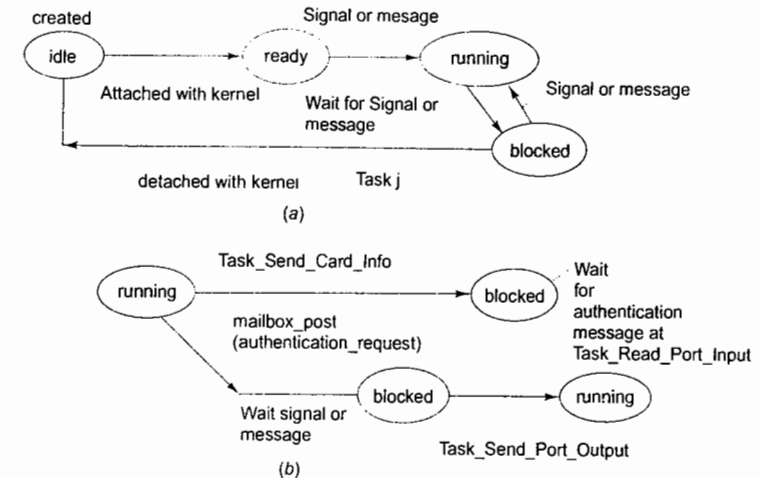 created
Signal or mesage
idle
ready
running
Attached with kernel
Wait for Signal or
message
Signal or message
blocked
detached with kernel
Task j
(a)
Task_Send_Card_Info
running
blocked
Wait
for
authentication
message at
Task_Read_Port_Input
mailbox_post
(authentication_request)
blocked
running
Wait signal or
message
Task_Send_Port_Output
(b)